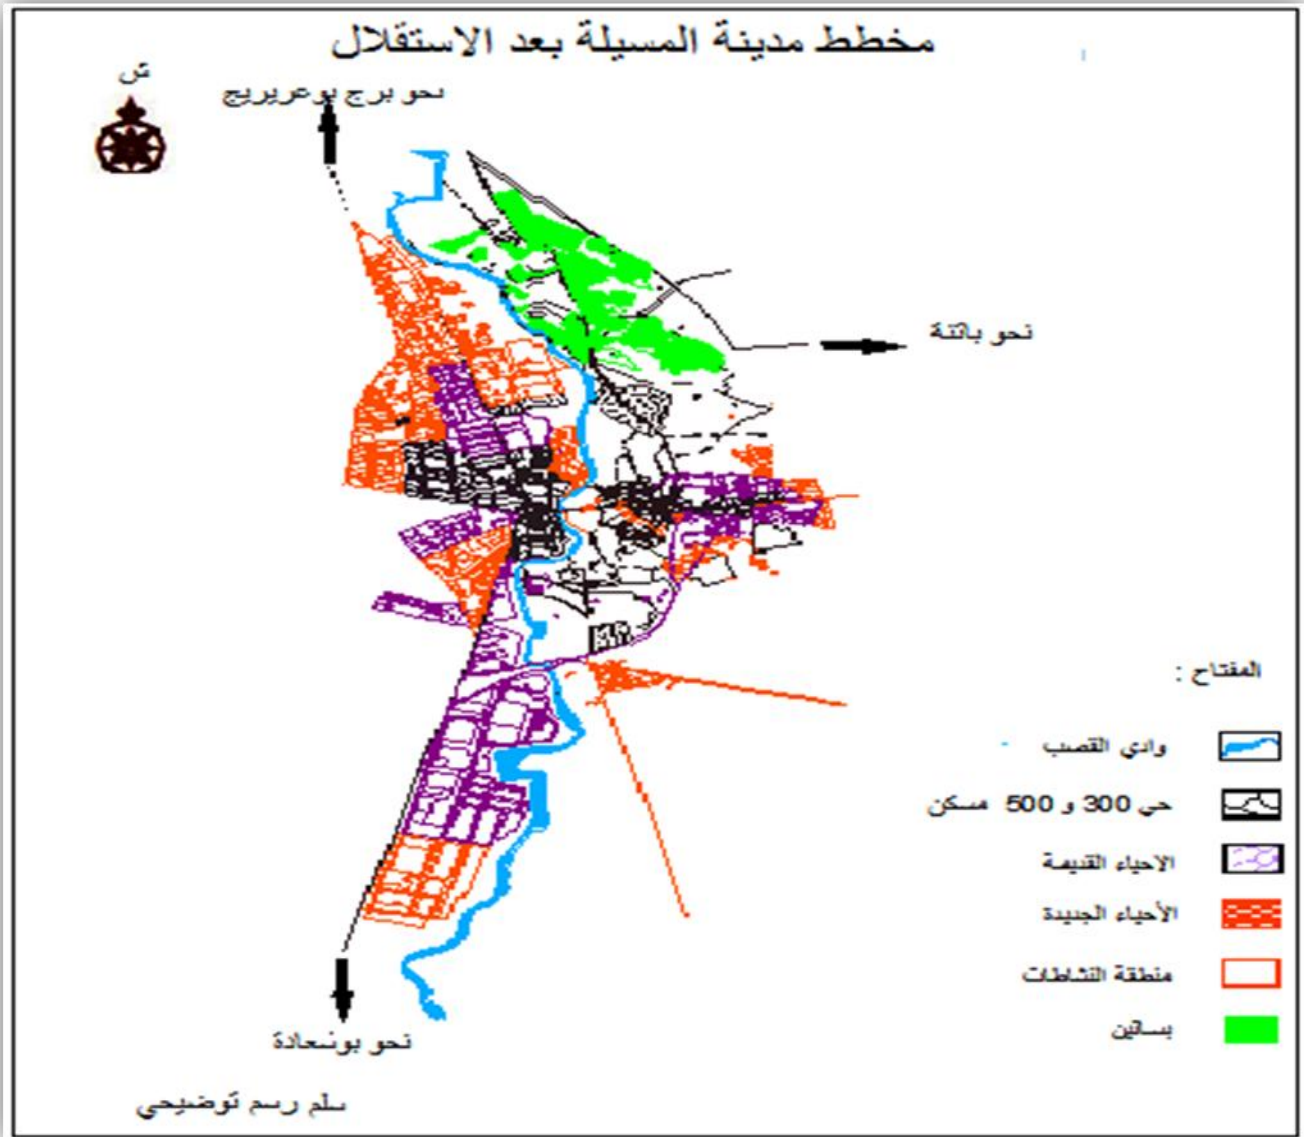 مخطط مدينة المسيلة بعد الاستقلال
ش
نحو برج بوعريريج
نحو باتنة
المفتاح :
وادي القصب
حي 300 و 500 مسكن
الاحياء القديمة
الأحياء الجديدة
منطقة النشاطات
بساتين
نحو بوسعادة
سلم رسم توضيحي